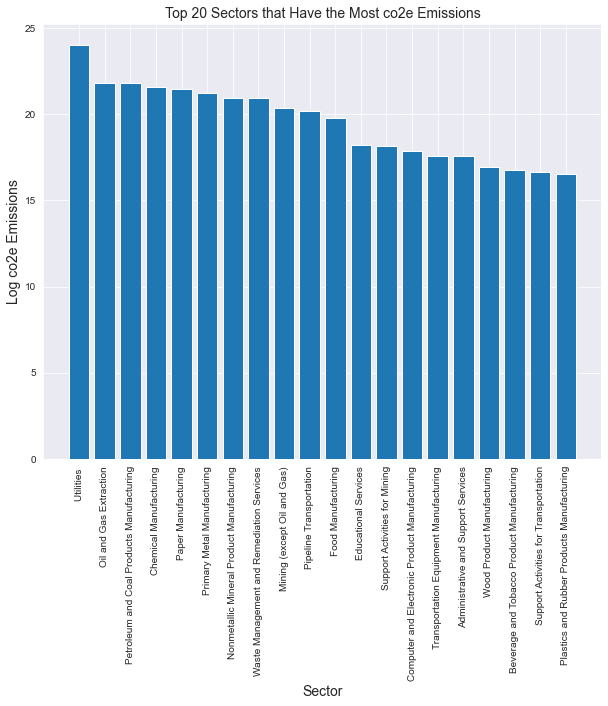 Top 20 Sectors that Have the Most co2e Emissions
Log co2e Emissions
25
20
15
10
5
0
Utilities
Oil and Gas Extraction
Petroleum and Coal Products Manufacturing
Chemical Manufacturing
Paper Manufacturing
Primary Metal Manufacturing
Nonmetallic Mineral Product Manufacturing
Waste Management and Remediation Services
Mining (except Oil and Gas)
Pipeline Transportation
Food Manufacturing
Educational Services
Support Activities for Mining
Computer and Electronic Product Manufacturing
Transportation Equipment Manufacturing
Administrative and Support Services
Wood Product Manufacturing
Beverage and Tobacco Product Manufacturing
Support Activities for Transportation
Plastics and Rubber Products Manufacturing
Sector